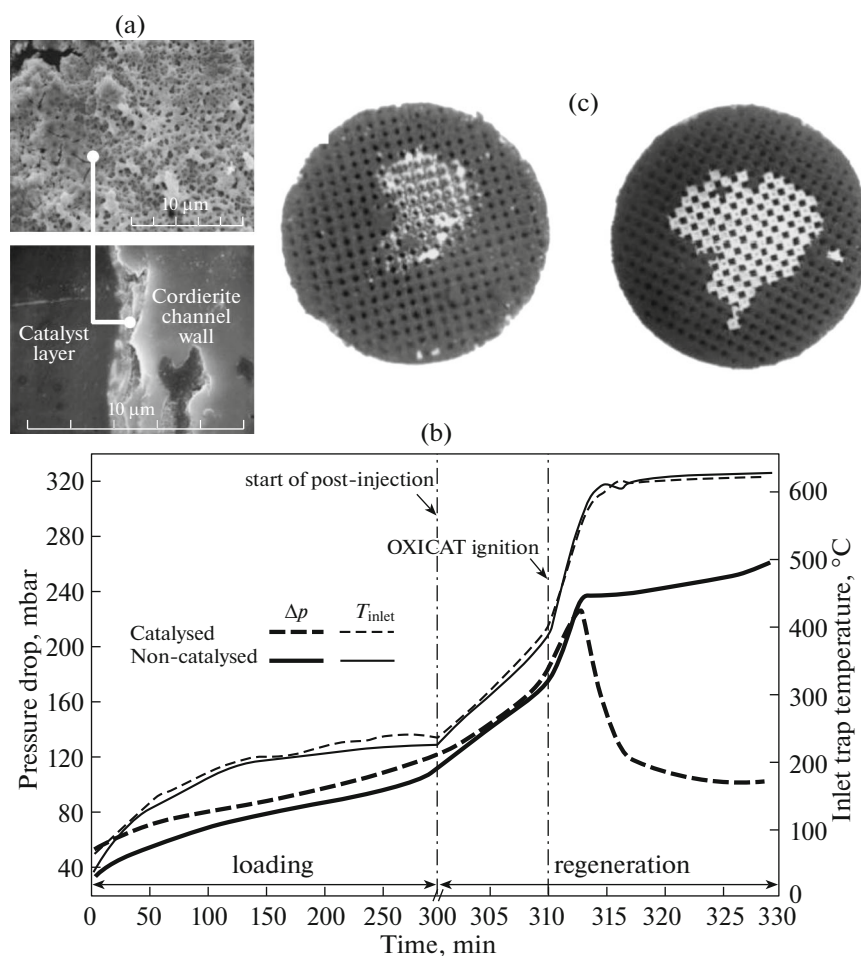 (a)
10 μm
Catalyst
layer
Cordierite
channel
wall
10 μm
(c)
(b)
Pressure drop, mbar
320
280
240
200
160
120
80
40
start of post-injection
OXICAT ignition
Δp
T inlet
Catalysed
Non-catalysed
loading
regeneration
600
500
400
300
200
100
0
Inlet trap temperature, °C
0 50 100 150 200 250 300 305 310 315 320 325 330
Time, min